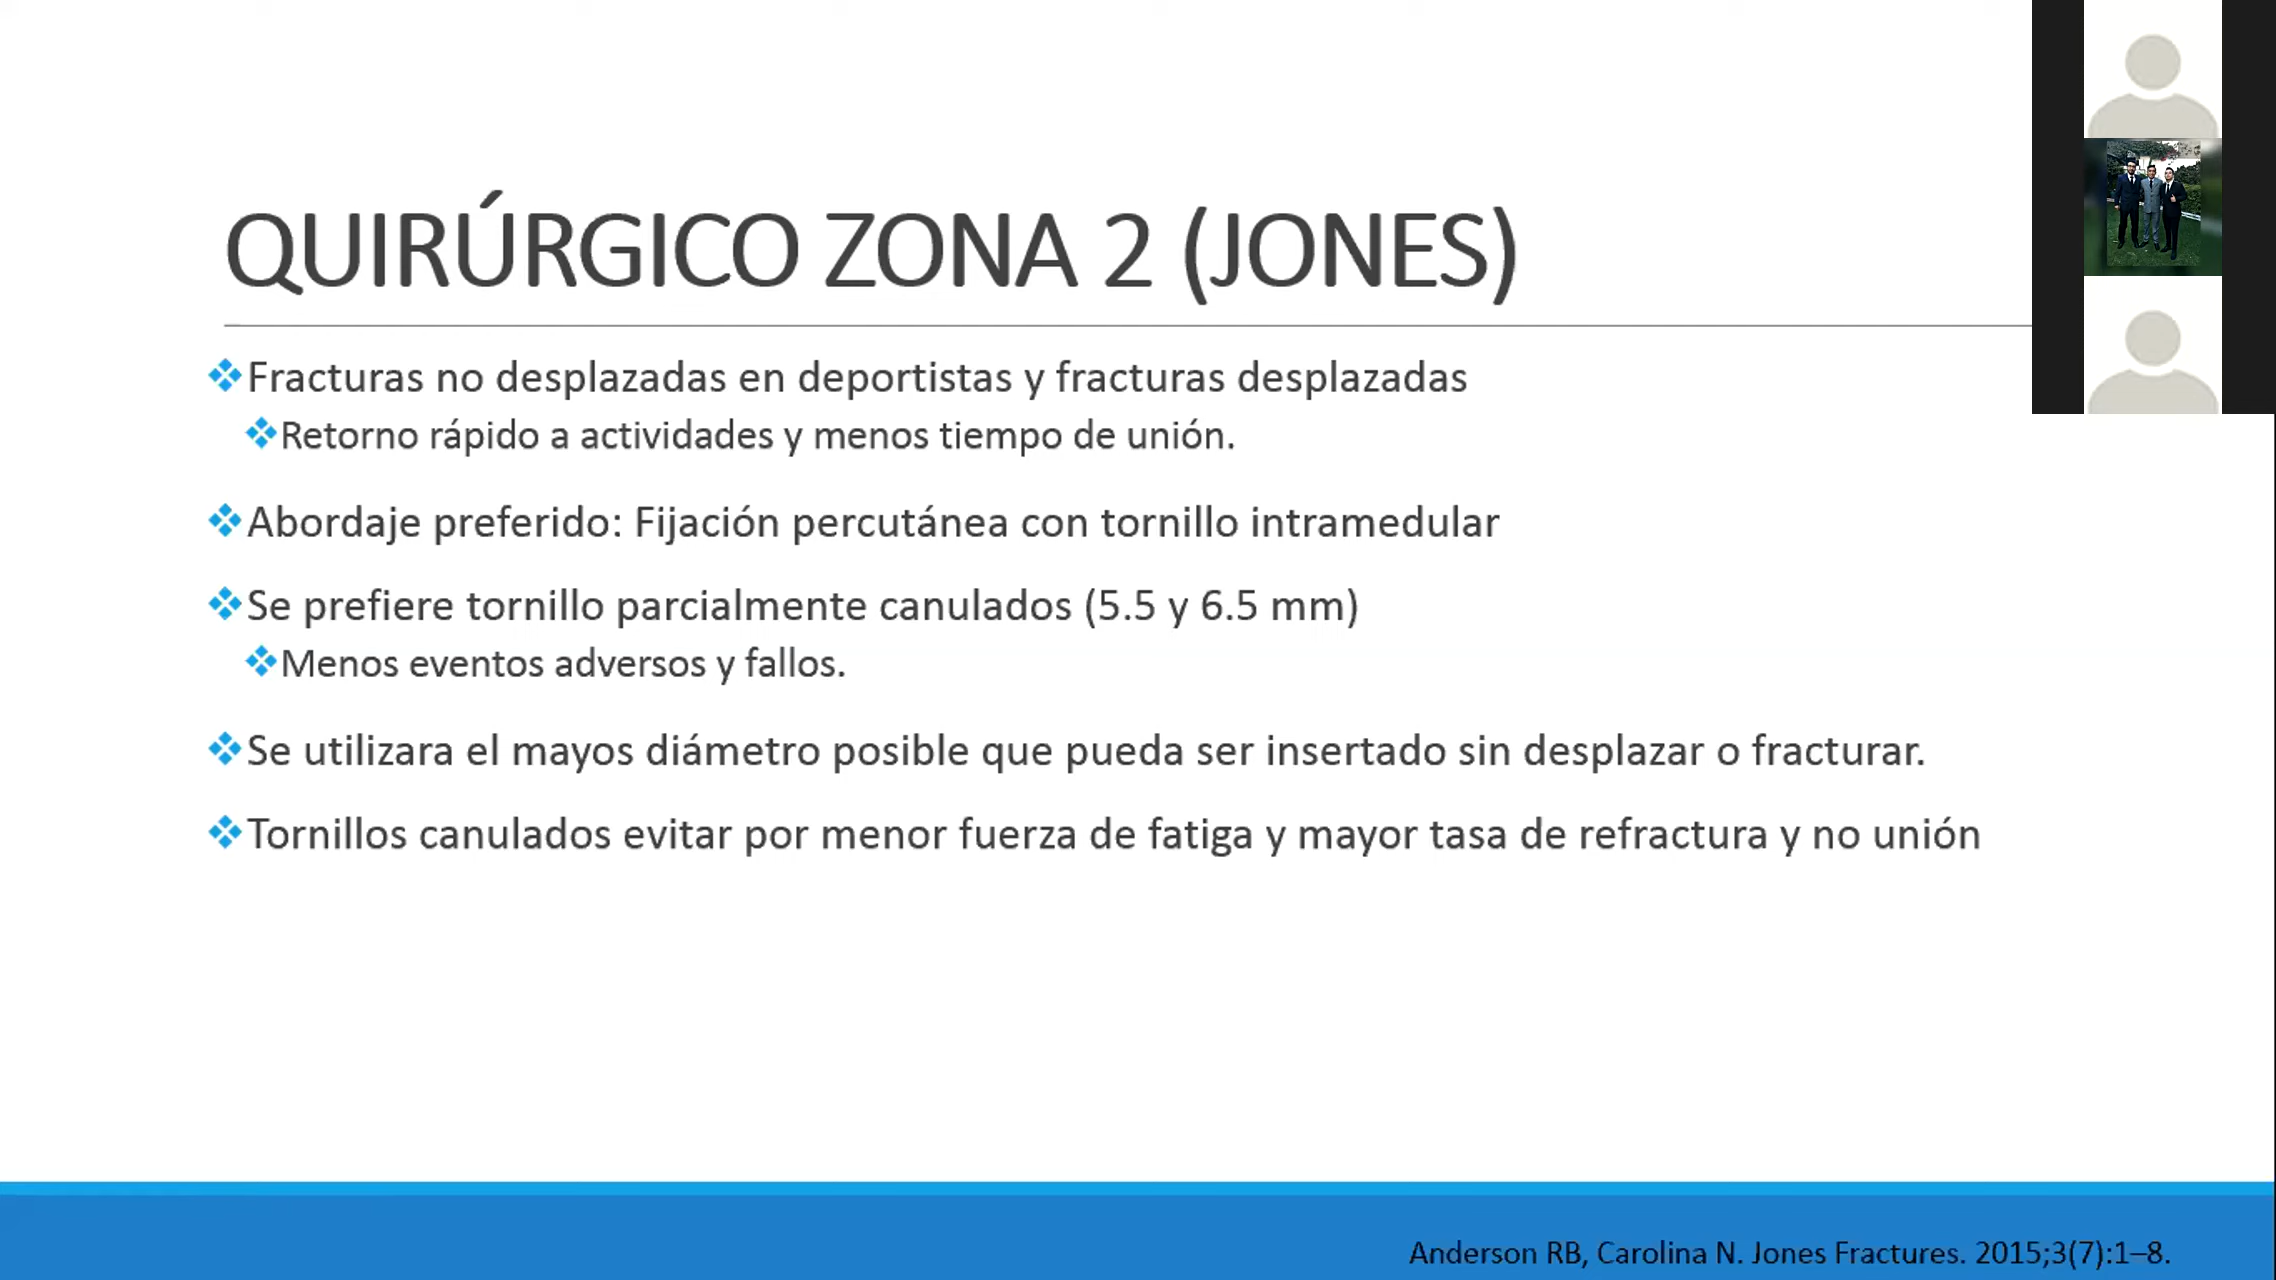 QUIRÚRGICO ZONA 2 (JONES)
Fracturas no desplazadas en deportistas y fracturas desplazadas
Retorno rápido a actividades y menos tiempo de unión.
Abordaje preferido: Fijación percutánea con tornillo intramedular
Se prefiere tornillo parcialmente canulados (5.5 y 6.5 mm)
Menos eventos adversos y fallos.
Se utilizara el mayos diámetro posible que pueda ser insertado sin desplazar o fracturar.
Tornillos canulados evitar por menor fuerza de fatiga y mayor tasa de refractura y no unión
Anderson RB, Carolina N. Jones Fractures. 2015;3(7):1–8.